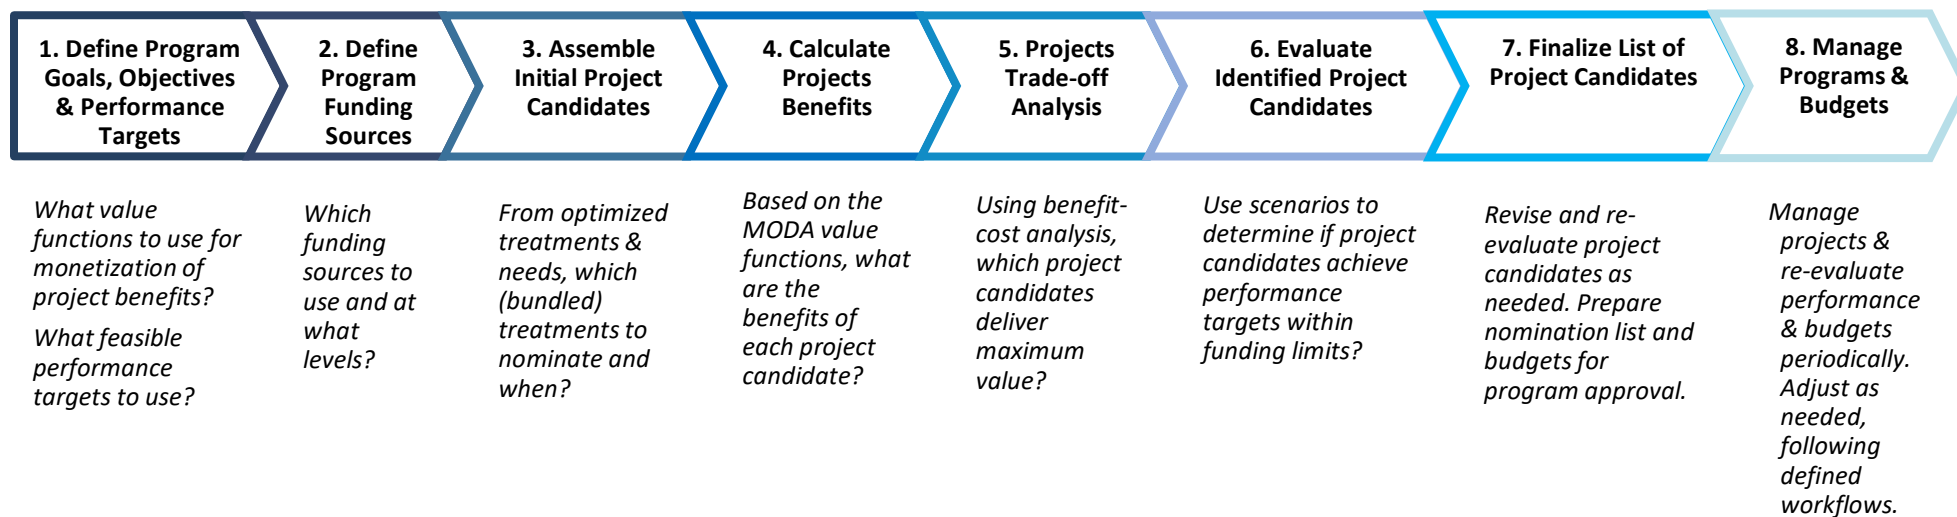 1. Define Program
Goals, Objectives
& Performance
Targets
2. Define
Program
Funding
Sources
3. Assemble
Initial Project
Candidates
4. Calculate
Projects
Benefits
5. Projects
Trade-off
Analysis
6. Evaluate
Identified Project
Candidates
7. Finalize List of
Project Candidates
8. Manage
Programs &
Budgets
What value
functions to use for
monetization of
project benefits?
What feasible
performance
targets to use?
Which
funding
sources to
use and at
what
levels?
From optimized
treatments &
needs, which
(bundled)
treatments to
nominate and
when?
Based on the
MODA value
functions, what
are the
benefits of
each project
candidate?
Using benefit-
cost analysis,
which project
candidates
deliver
maximum
value?
Use scenarios to
determine if project
candidates achieve
performance
targets within
funding limits?
Revise and re-
evaluate project
candidates as
needed. Prepare
nomination list and
budgets for
program approval.
Manage
projects &
re-evaluate
performance
& budgets
periodically.
Adjust as
needed,
following
defined
workflows.